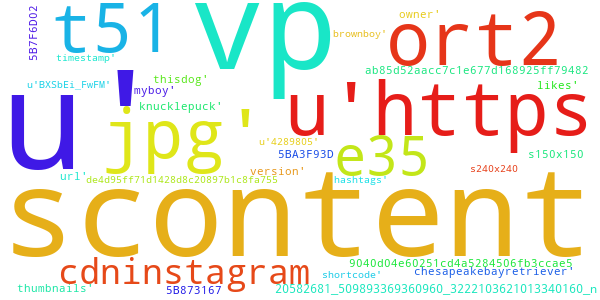 5B7F6D02
t51
vp
brownboy'
owner'
ort2
timestamp'
ab85d52aacc7c1e677d168925ff79482
u'BXSbEi_FwFM'
myboy'
thisdog'
knucklepuck'
likes'
u'
jpg'
u'https
u'4289805'
5BA3F93D
e35
s150x150
url'
de4d95ff71d1428d8c20897b1c8fa755
version'
hashtags'
s240x240
scontent
cdninstagram
9040d04e60251cd4a5284506fb3ccae5
shortcode'
chesapeakebayretriever'
thumbnails'
5B873167
20582681_509893369360960_3222103621013340160_n